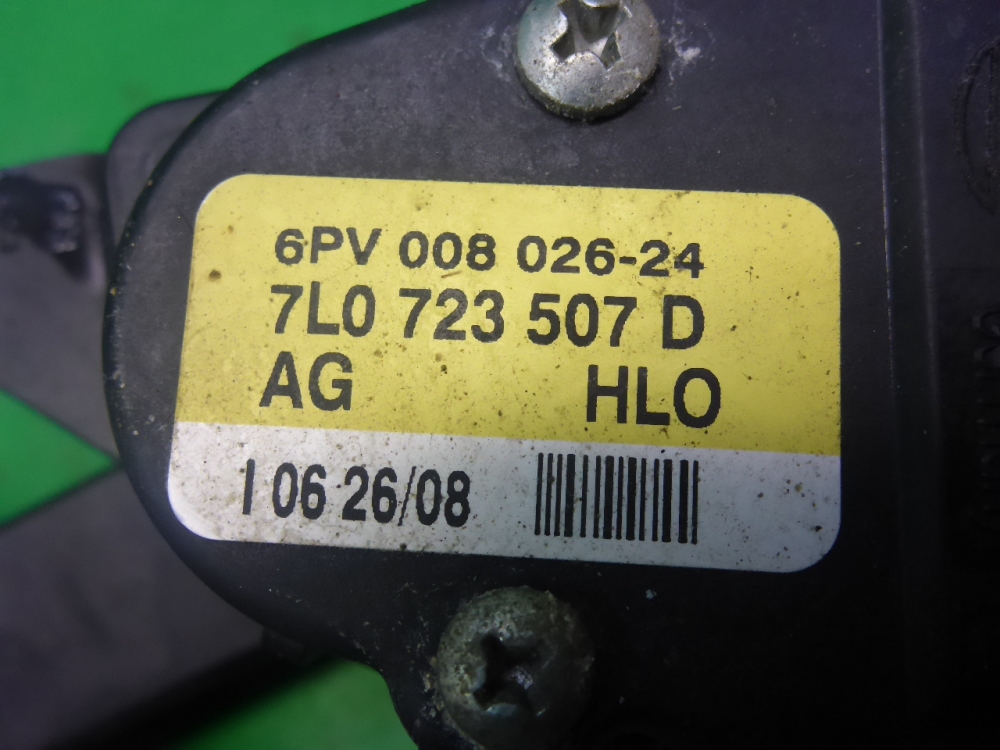 6PV 008 026-24
7L0 723 507 D
AG HLO
I 06 26/08